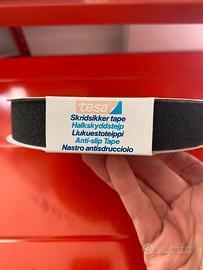 tesa
Skridsikker tape
Halkskyddstejp
Liukuestoteippi
Anti-slip Tape
Nastro antisdrucciolo